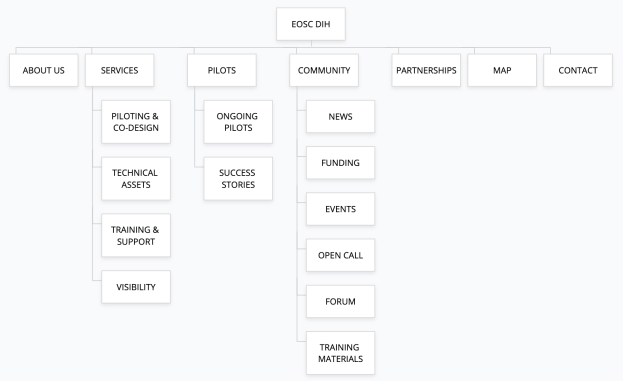 EOSC DIH
ABOUT US
SERVICES
PILOTS
COMMUNITY
PARTNERSHIPS
MAP
CONTACT
PILOTING &
CO-DESIGN
TECHNICAL
ASSETS
TRAINING &
SUPPORT
VISIBILITY
ONGOING
PILOTS
SUCCESS
STORIES
NEWS
FUNDING
EVENTS
OPEN CALL
FORUM
TRAINING
MATERIALS